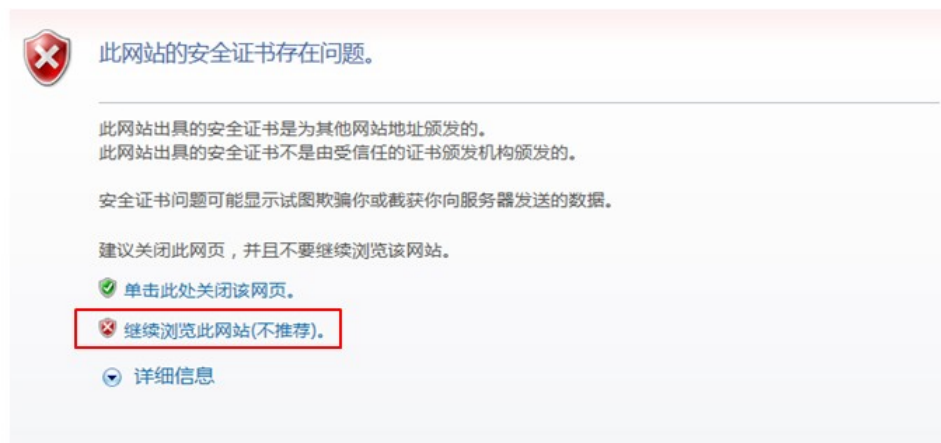 此网站的安全证书存在问题。
此网站出具的安全证书是为其他网站地址颁发的。
此网站出具的安全证书不是由受信任的证书颁发机构颁发的。
安全证书问题可能显示试图欺骗你或截获你向服务器发送的数据。
建议关闭此网页，并且不要继续浏览该网站。
单击此处关闭该网页。
继续浏览此网站(不推荐)。
详细信息